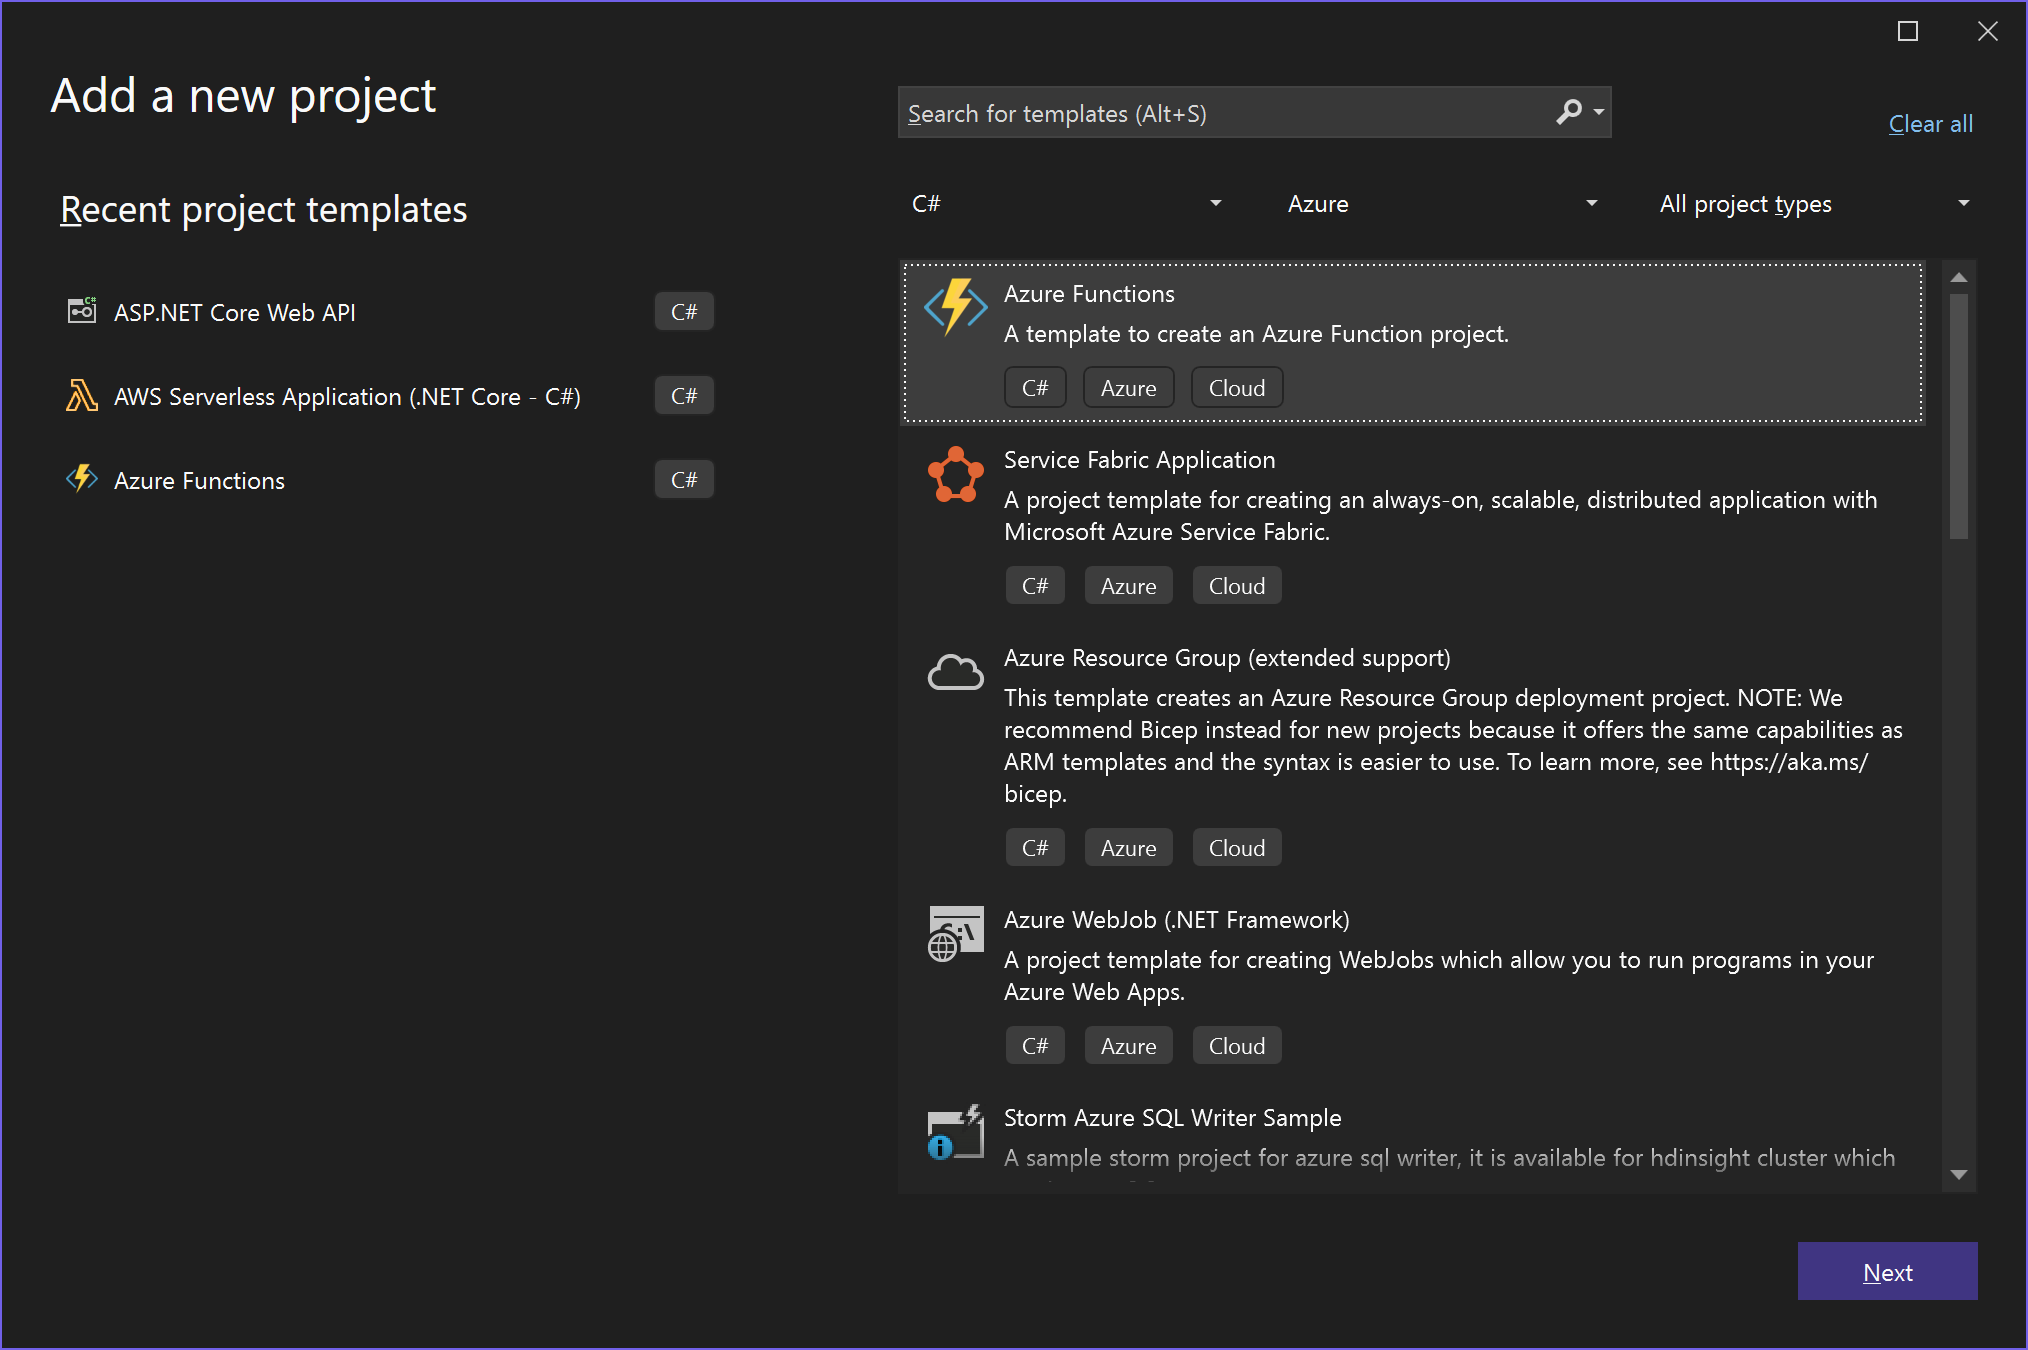 Add a new project
Search for templates (Alt+S)
Clear all
Recent project templates
ASP.NET Core Web API
C#
AWS Serverless Application (.NET Core - C#)
C#
Azure Functions
C#
C#
Azure
All project types
Azure Functions
A template to create an Azure Function project.
C#
Azure
Cloud
Service Fabric Application
A project template for creating an always-on, scalable, distributed application with
Microsoft Azure Service Fabric.
C#
Azure
Cloud
Azure Resource Group (extended support)
This template creates an Azure Resource Group deployment project. NOTE: We
recommend Bicep instead for new projects because it offers the same capabilities as
ARM templates and the syntax is easier to use. To learn more, see https://aka.ms/
bicep.
C#
Azure
Cloud
Azure WebJob (.NET Framework)
A project template for creating WebJobs which allow you to run programs in your
Azure Web Apps.
C#
Azure
Cloud
Storm Azure SQL Writer Sample
A sample storm project for azure sql writer, it is available for hdinsight cluster which
Next